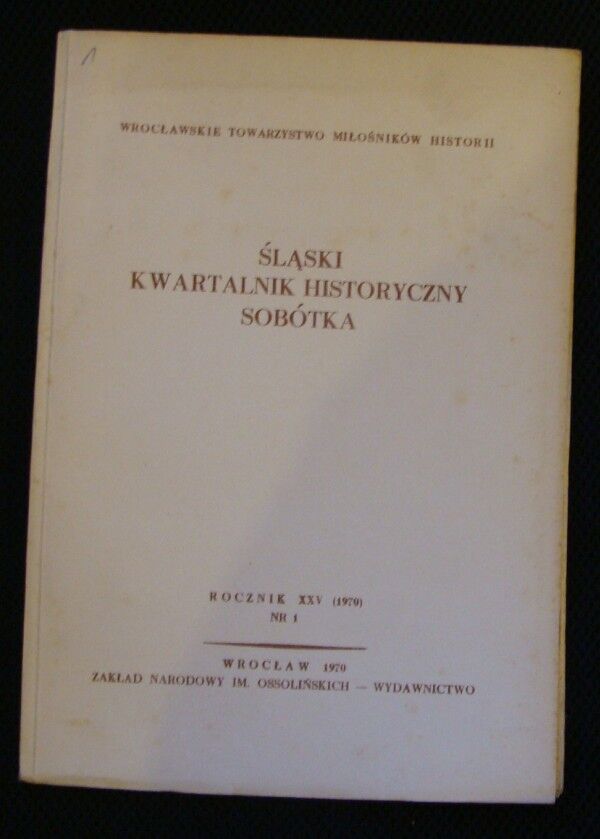 1
WROCŁAWSKIE TOWARZYSTWO MIŁOŚNIKÓW HISTORII
ŚLĄSKI
KWARTALNIK HISTORYCZNY
SOBÓTKA
ROCZNIK XXV (1970)
NR 1
WROCŁAW 1970
ZAKŁAD NARODOWY IM. OSSOLIŃSKICH — WYDAWNICTWO